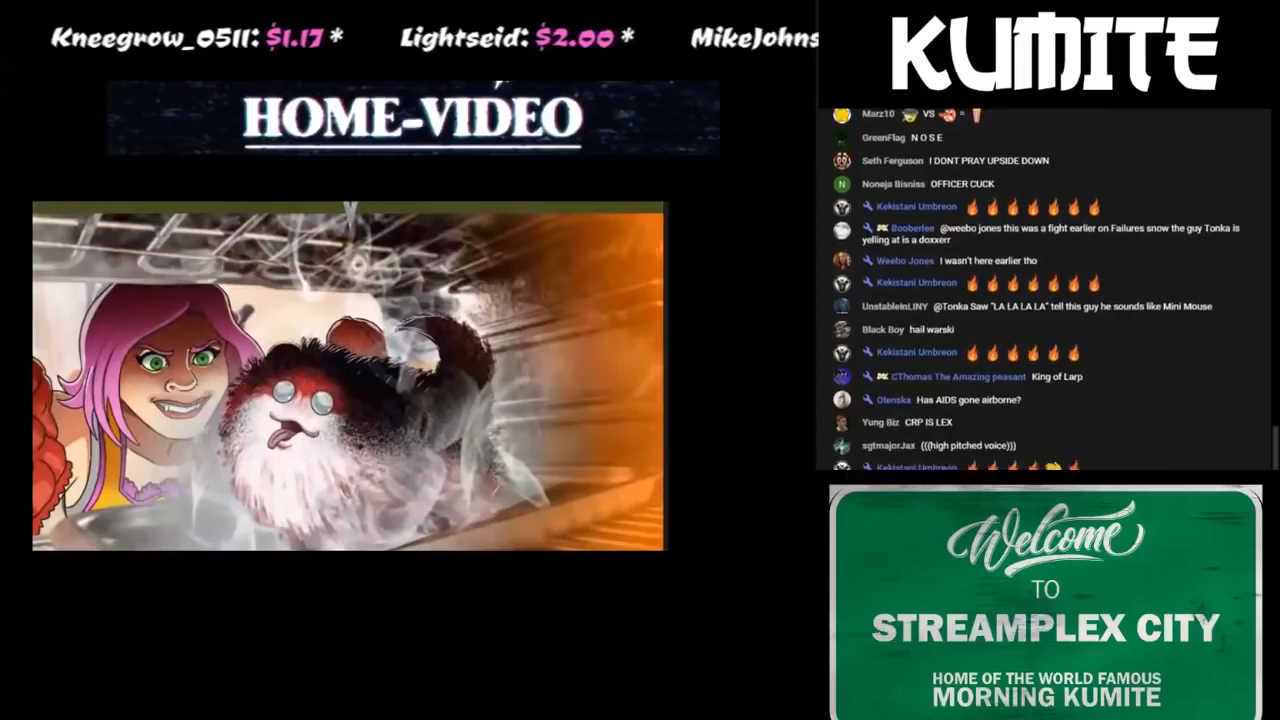 Kneegrow_0511: $1.17 * Lightseid: $2.00 * MikeJohns
KUMITE
HOME-VIDEO
Marz10 VS =
GreenFlag N O S E
Seth Ferguson I DONT PRAY UPSIDE DOWN
N Noneja Bisniss OFFICER CUCK
Kekistani Umbreon
Booberlee @weebo jones this was a fight earlier on Failures snow the guy Tonka is
yelling at is a doxxerr
Weebo Jones I wasn't here earlier tho
Kekistani Umbreon
UnstableInLINY @Tonka Saw "LA LA LA LA" tell this guy he sounds like Mini Mouse
Black Boy hail warski
Kekistani Umbreon
CThomas The Amazing peasant King of Larp
Olenska Has AIDS gone airborne?
Yung Biz CRP IS LEX
sgtmajorJax (((high pitched voice)))
Kekistani Umbreon
Welcome
TO
STREAMPLEX CITY
HOME OF THE WORLD FAMOUS
MORNING KUMITE